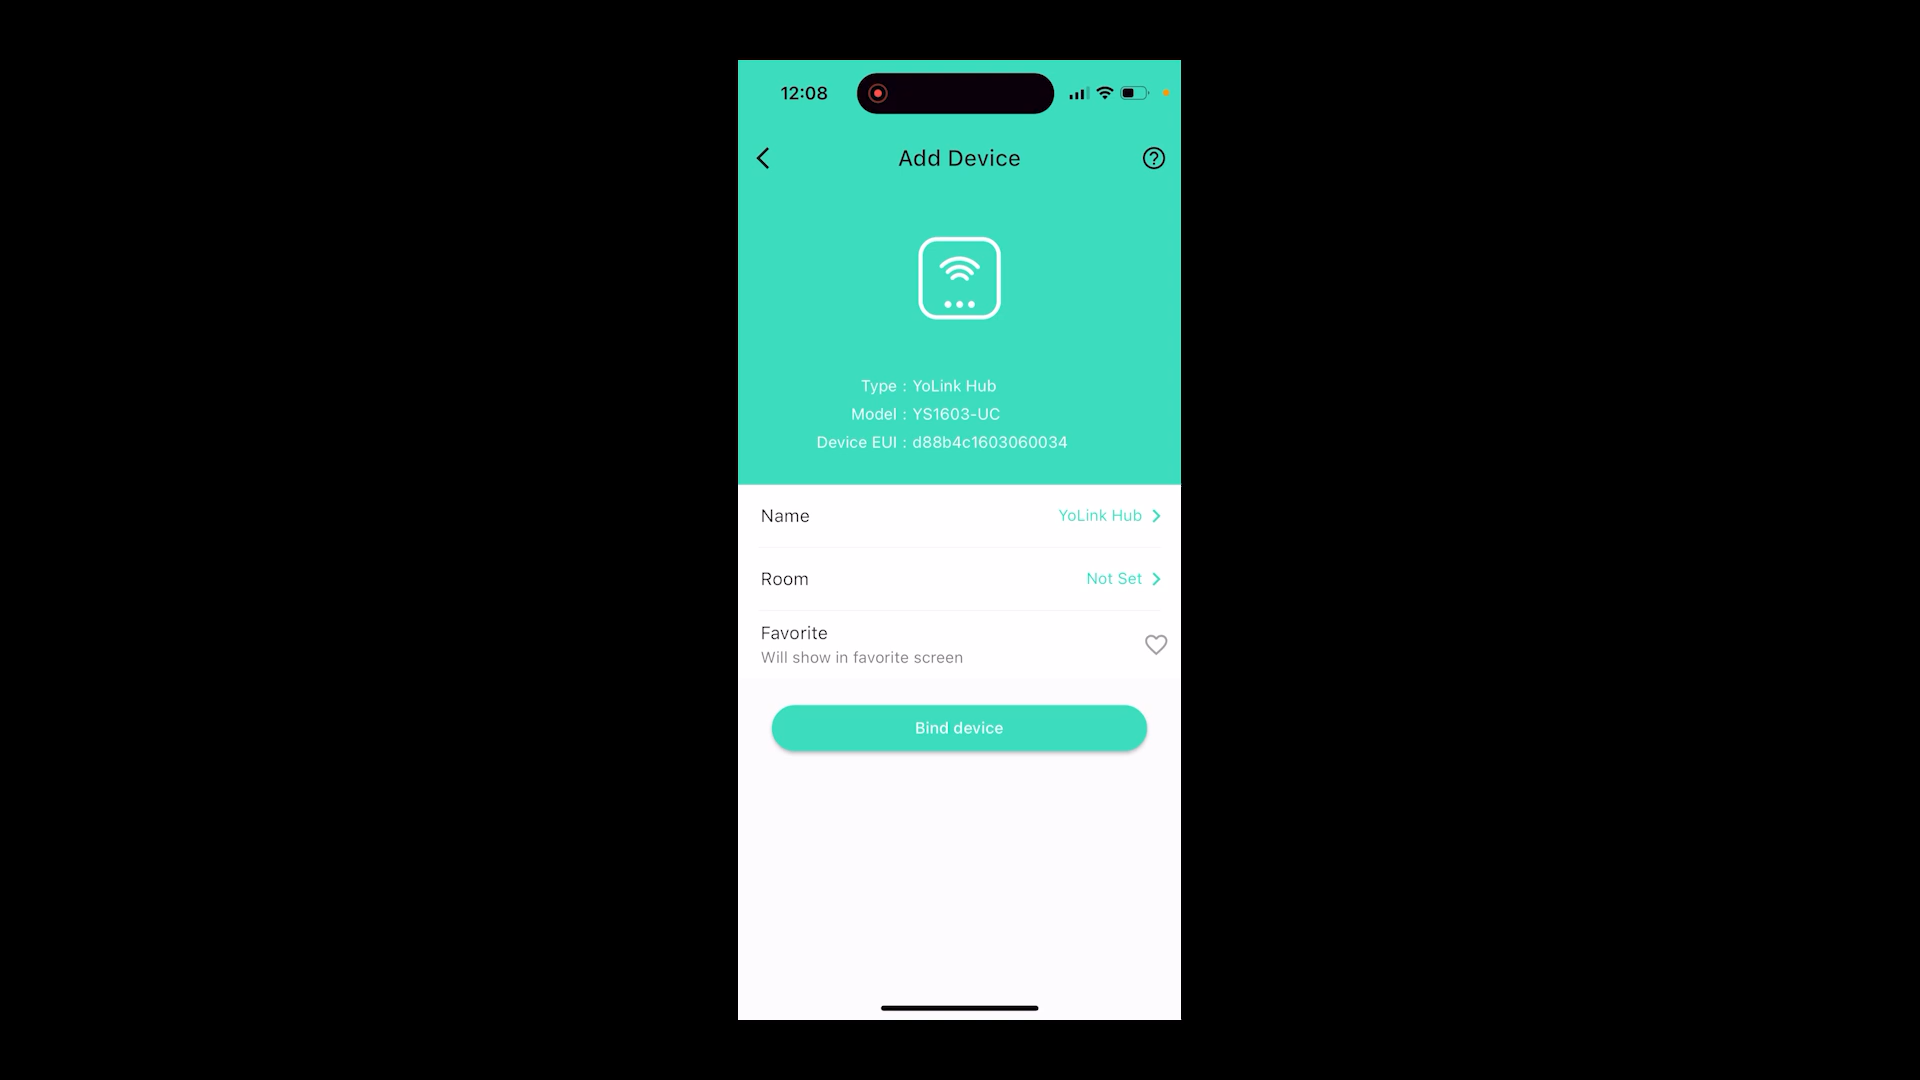 12:08
Add Device
Type : YoLink Hub
Model : YS1603-UC
Device EUI : d88b4c1603060034
Name YoLink Hub
Room Not Set
Favorite
Will show in favorite screen
Bind device